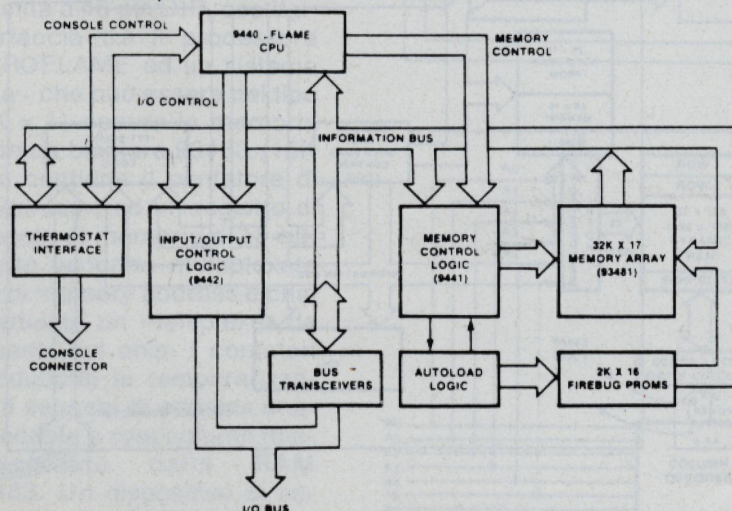 CONSOLE CONTROL
9440 - FLAME
CPU
MEMORY
CONTROL
I/O CONTROL
INFORMATION BUS
THERMOSTAT
INTERFACE
INPUT/OUTPUT
CONTROL
LOGIC
(9442)
MEMORY
CONTROL
LOGIC
(9441)
32K X 17
MEMORY ARRAY
(93481)
CONSOLE
CONNECTOR
BUS
TRANSCEIVERS
AUTOLOAD
LOGIC
2K X 16
FIREBUG PROMS
I/O BUS